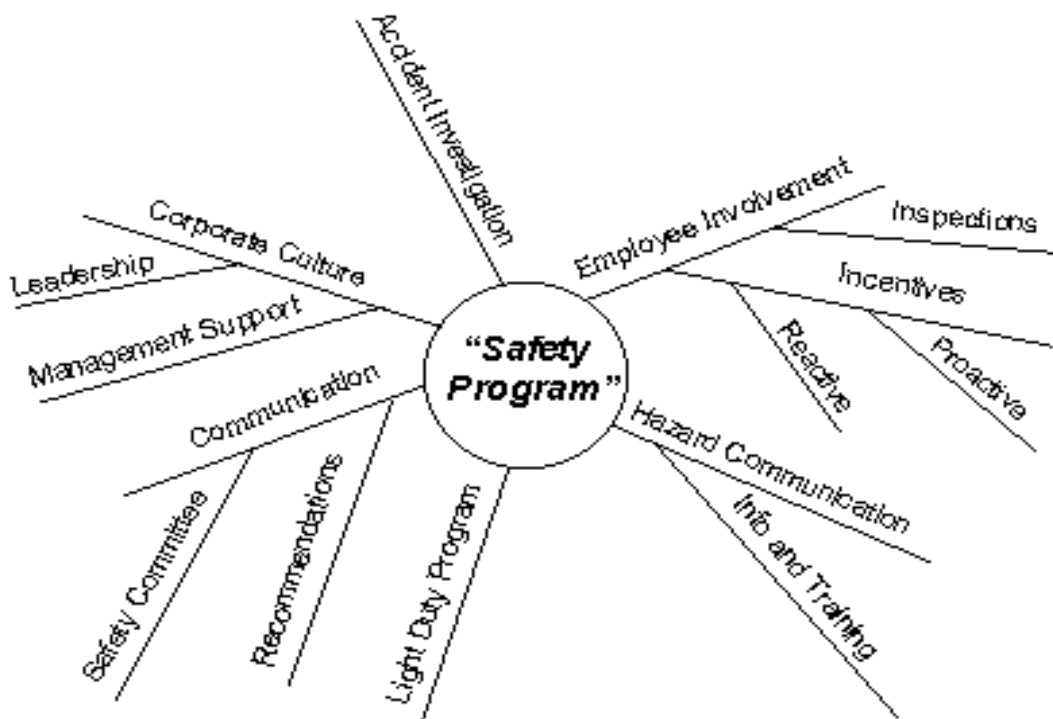 Accident Investigation
Employee Involvement
Inspections
Incentives
Reactive
Proactive
Corporate Culture
Leadership
Management Support
“Safety
Program”
Communication
Safety Committee
Recommendations
Light Duty Program
Hazard Communication
Info and Training